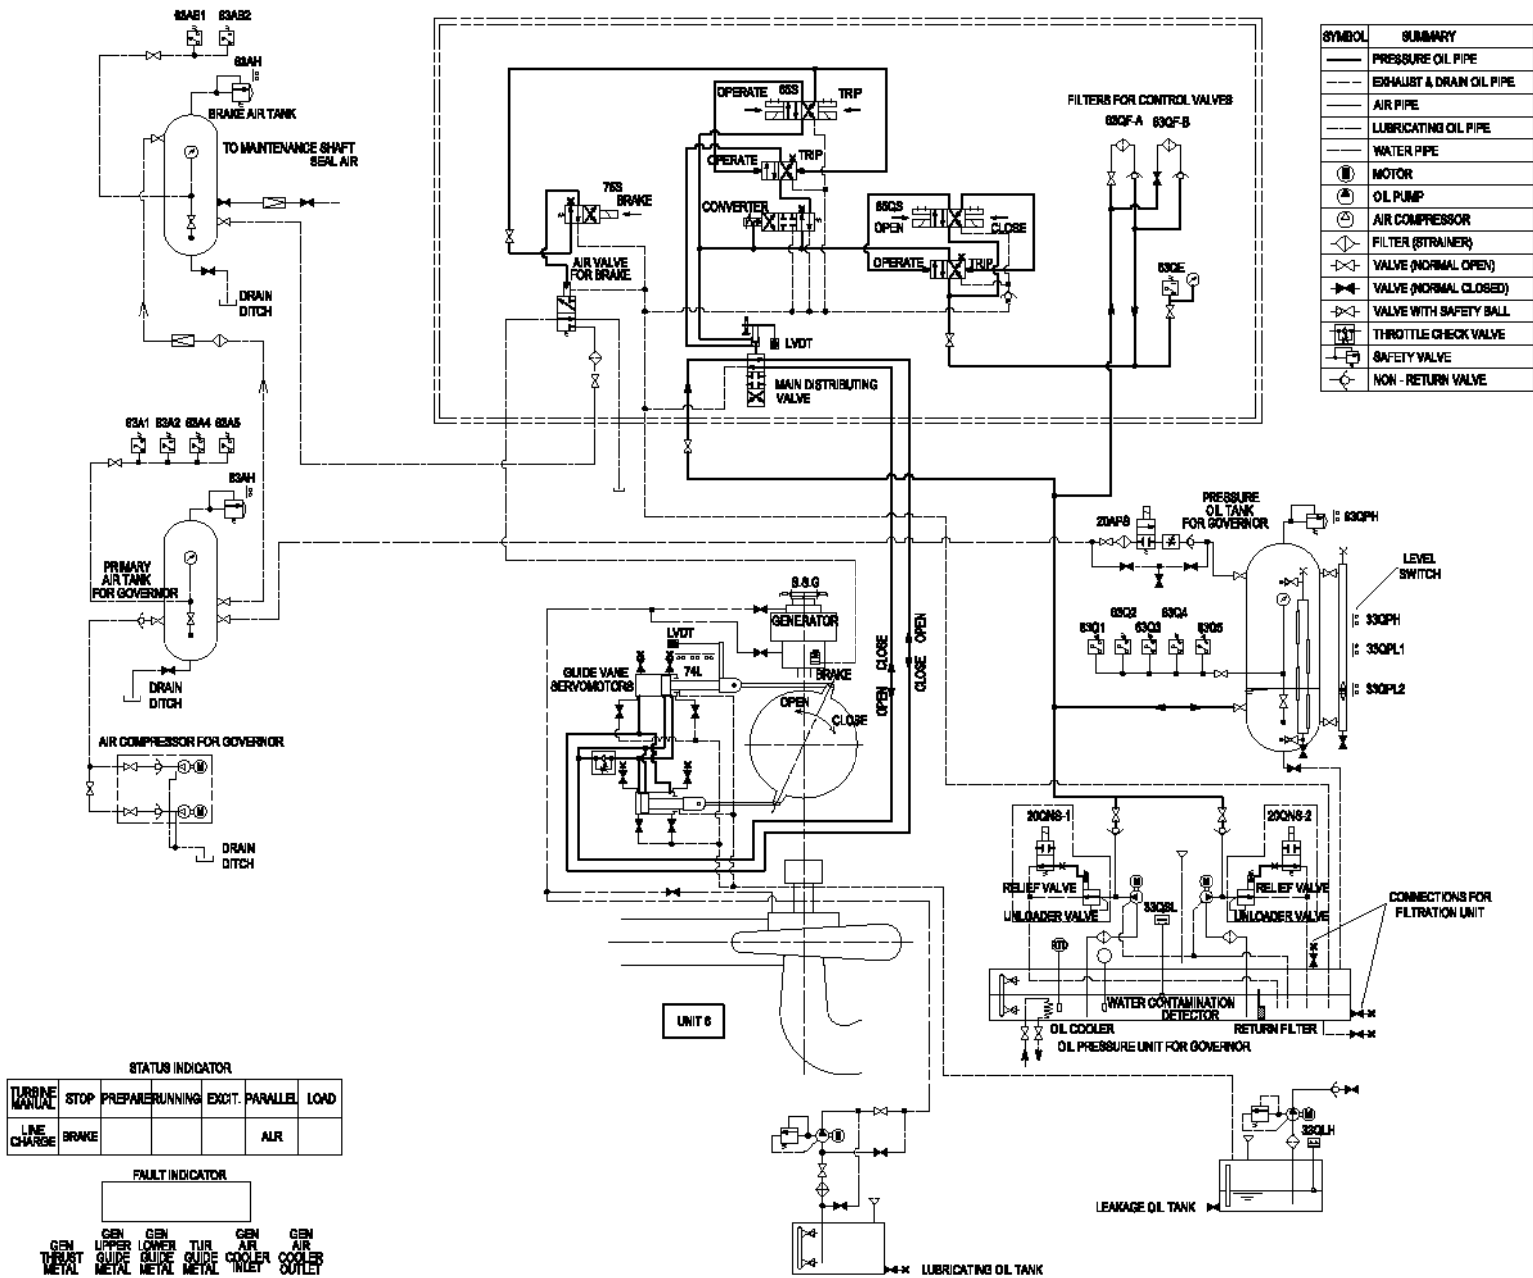 63AB1 63AB2
63AH
BRAKE AIR TANK
TO MAINTENANCE SHAFT
SEAL AIR
DRAIN
DITCH
63A1 63A2 63A4 63A5
63AH
PRIMARY
AIR TANK
FOR GOVERNOR
DRAIN
DITCH
AIR COMPRESSOR FOR GOVERNOR
DRAIN
DITCH
OPERATE 65S TRIP
OPERATE TRIP
75S
BRAKE
CONVERTER
AIR VALVE
FOR BRAKE
65QS
OPEN CLOSE
OPERATE TRIP
LVDT
MAIN DISTRIBUTING
VALVE
FILTERS FOR CONTROL VALVES
63QF-A 63QF-B
63QE
SYMBOL SUMMARY
PRESSURE OIL PIPE
EXHAUST & DRAIN OIL PIPE
AIR PIPE
LUBRICATING OIL PIPE
WATER PIPE
MOTOR
OIL PUMP
AIR COMPRESSOR
FILTER (STRAINER)
VALVE (NORMAL OPEN)
VALVE (NORMAL CLOSED)
VALVE WITH SAFETY BALL
THROTTLE CHECK VALVE
SAFETY VALVE
NON - RETURN VALVE
PRESSURE
OIL TANK
FOR GOVERNOR
20APS
63QPH
LEVEL
SWITCH
33QPH
33QPL1
33QPL2
63Q1 63Q2 63Q3 63Q4 63Q5
S.S.G
GENERATOR
LVDT
74L
GUIDE VANE
SERVOMOTORS
BRAKE
OPEN
CLOSE
OPEN CLOSE
CLOSE OPEN
20QNS-1
20QNS-2
RELIEF VALVE
RELIEF VALVE
UNLOADER VALVE
33QSL
UNLOADER VALVE
CONNECTIONS FOR
FILTRATION UNIT
RTD
WATER CONTAMINATION
DETECTOR
OIL COOLER
RETURN FILTER
OIL PRESSURE UNIT FOR GOVERNOR
UNIT 6
33QLH
LEAKAGE OIL TANK
LUBRICATING OIL TANK
STATUS INDICATOR
TURBINE MANUAL STOP PREPARE RUNNING EXCIT. PARALLEL LOAD
LINE CHARGE BRAKE AIR
FAULT INDICATOR
GEN THRUST METAL
GEN UPPER GUIDE METAL
GEN LOWER GUIDE METAL
TUR GUIDE METAL
GEN AIR COOLER INLET
GEN AIR COOLER OUTLET